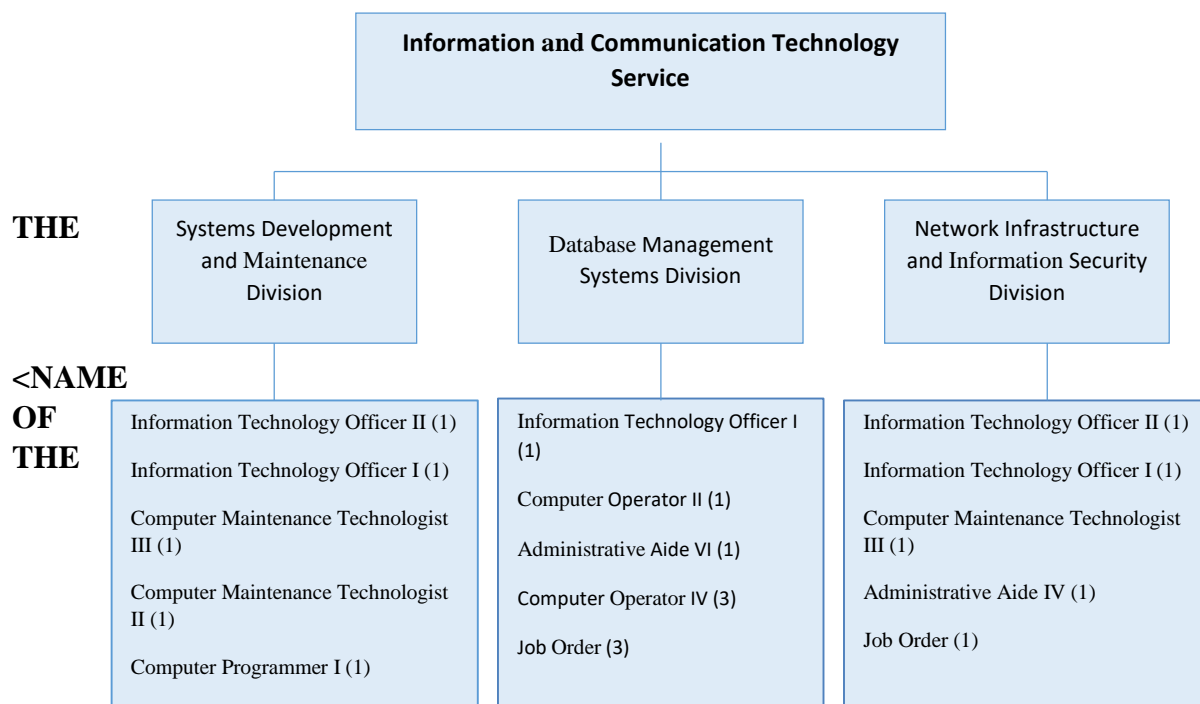 Information and Communication Technology
Service
THE
Systems Development
and Maintenance
Division
Database Management
Systems Division
Network Infrastructure
and Information Security
Division
<NAME
OF
THE
Information Technology Officer II (1)
Information Technology Officer I (1)
Computer Maintenance Technologist
III (1)
Computer Maintenance Technologist
II (1)
Computer Programmer I (1)
Information Technology Officer I
(1)
Computer Operator II (1)
Administrative Aide VI (1)
Computer Operator IV (3)
Job Order (3)
Information Technology Officer II (1)
Information Technology Officer I (1)
Computer Maintenance Technologist
III (1)
Administrative Aide IV (1)
Job Order (1)